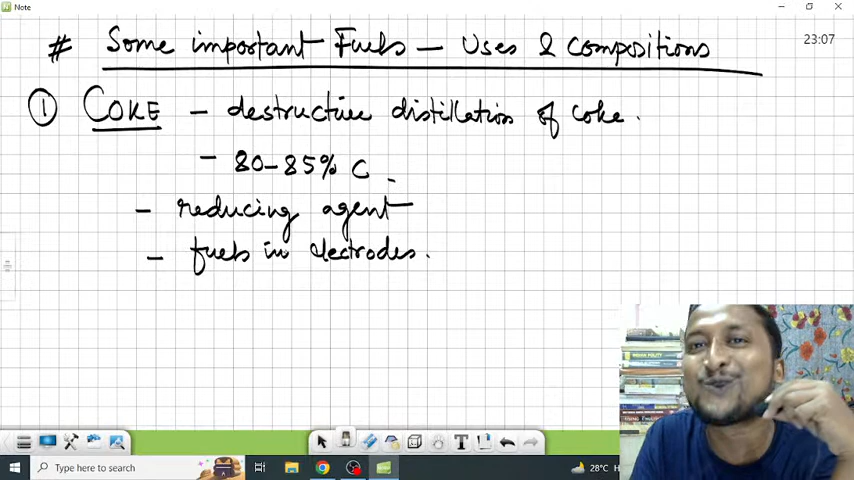 Note
23:07
# Some important Fuels – Uses & Compositions
① COKE – destructive distillation of coke.
– 80–85% C
– reducing agent
– fuels in electrodes.
Type here to search
28°C H